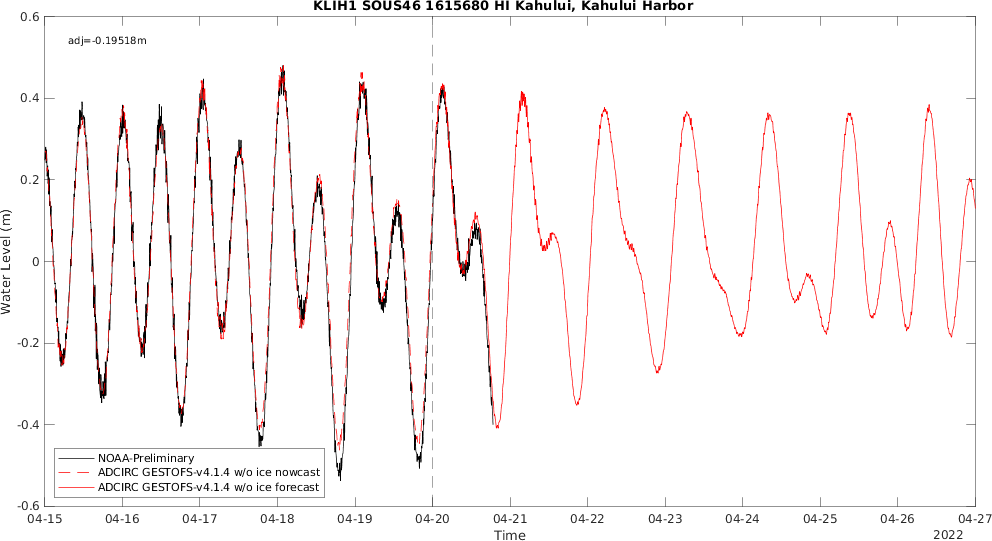 KLIH1 SOUS46 1615680 HI Kahului, Kahului Harbor
adj=-0.19518m
0.6
0.4
0.2
0
-0.2
-0.4
-0.6
Water Level (m)
NOAA-Preliminary
ADCIRC GESTOFS-v4.1.4 w/o ice nowcast
ADCIRC GESTOFS-v4.1.4 w/o ice forecast
04-15 04-16 04-17 04-18 04-19 04-20 04-21 04-22 04-23 04-24 04-25 04-26 04-27
Time
2022